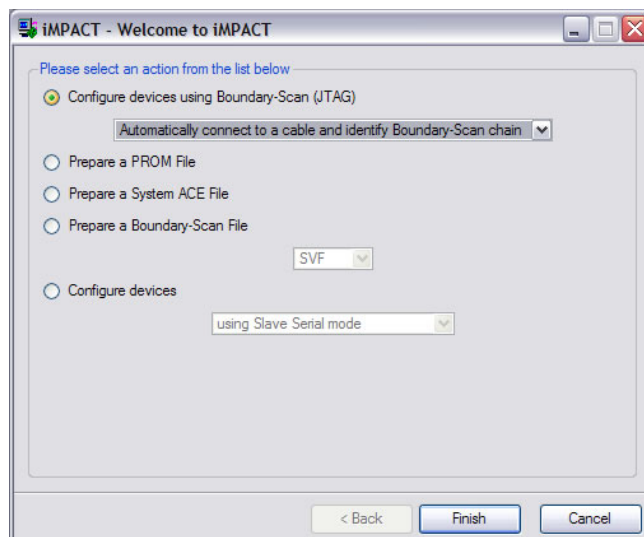 iMPACT - Welcome to iMPACT
Please select an action from the list below
Configure devices using Boundary-Scan (JTAG)
Automatically connect to a cable and identify Boundary-Scan chain
Prepare a PROM File
Prepare a System ACE File
Prepare a Boundary-Scan File
SVF
Configure devices
using Slave Serial mode
< Back Finish Cancel